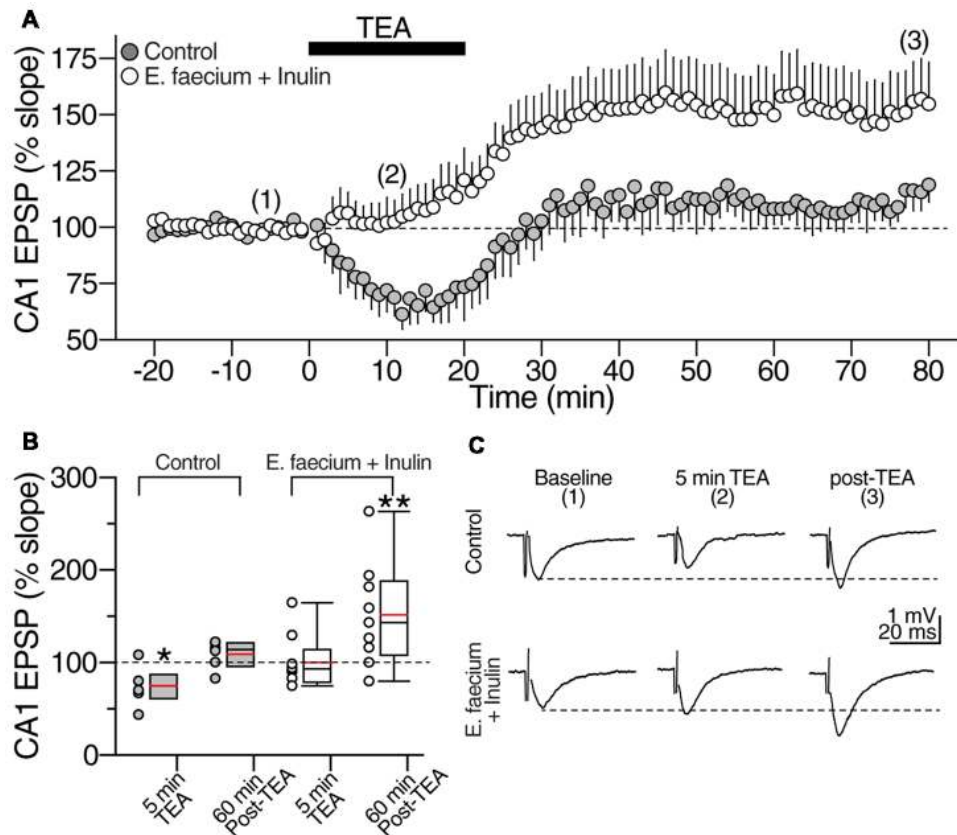 A
TEA
Control
E. faecium + Inulin
(1)
(2)
(3)
CA1 EPSP (% slope)
175
150
125
100
75
50
-20
-10
0
10
20
30
40
50
60
70
80
Time (min)
B
Control
E. faecium + Inulin
CA1 EPSP (% slope)
300
200
100
0
*
**
5 min
TEA
60 min
Post-TEA
5 min
TEA
60 min
Post-TEA
C
Baseline
(1)
5 min TEA
(2)
post-TEA
(3)
Control
1 mV
20 ms
E. faecium
+ Inulin